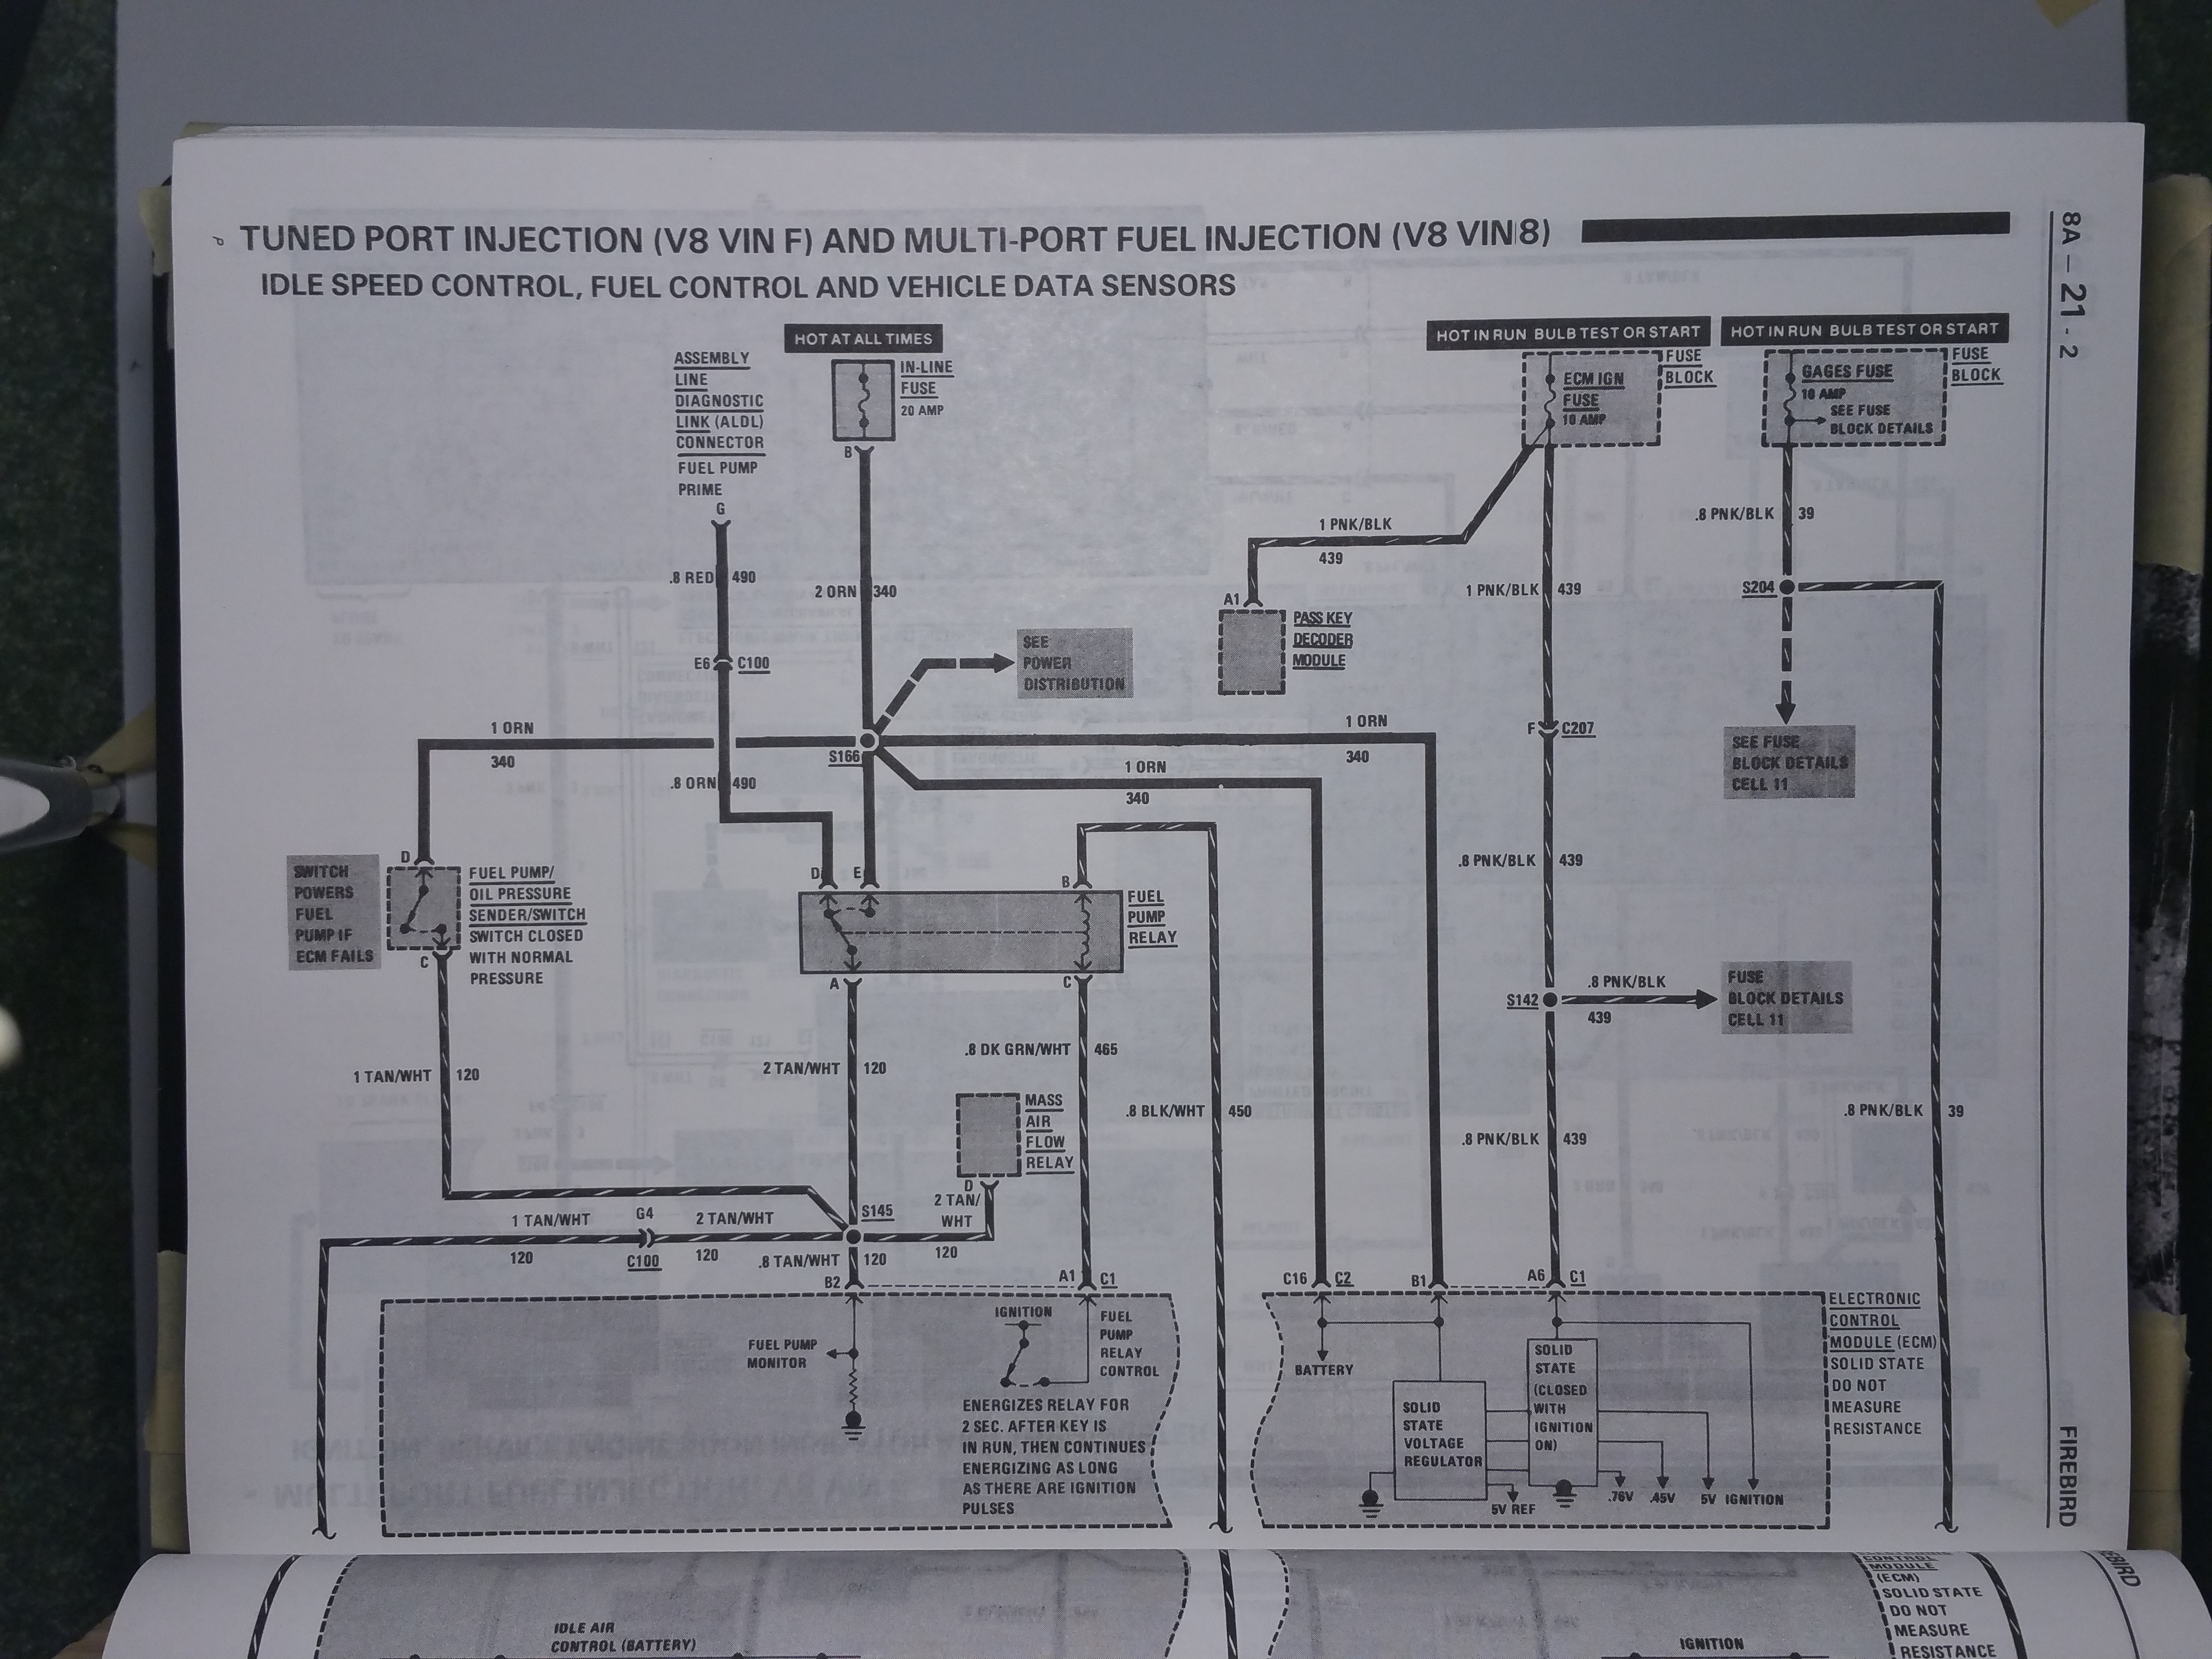 TUNED PORT INJECTION (V8 VIN F) AND MULTI-PORT FUEL INJECTION (V8 VIN 8)
IDLE SPEED CONTROL, FUEL CONTROL AND VEHICLE DATA SENSORS
8A — 21 - 2
FIREBIRD
HOT AT ALL TIMES
HOT IN RUN BULB TEST OR START
HOT IN RUN BULB TEST OR START
ASSEMBLY
LINE
DIAGNOSTIC
LINK (ALDL)
CONNECTOR
FUEL PUMP
PRIME
G
IN-LINE
FUSE
20 AMP
B
ECM IGN
FUSE
10 AMP
FUSE
BLOCK
GAGES FUSE
10 AMP
SEE FUSE
BLOCK DETAILS
FUSE
BLOCK
1 PNK/BLK
439
.8 PNK/BLK 39
.8 RED 490
2 ORN 340
A1
PASS KEY
DECODER
MODULE
1 PNK/BLK 439
S204
E6 C100
SEE
POWER
DISTRIBUTION
1 ORN
340
S166
1 ORN
340
F C207
SEE FUSE
BLOCK DETAILS
CELL 11
.8 ORN 490
1 ORN
340
SWITCH
POWERS
FUEL
PUMP IF
ECM FAILS
D
FUEL PUMP/
OIL PRESSURE
SENDER/SWITCH
SWITCH CLOSED
WITH NORMAL
PRESSURE
C
D E B
FUEL
PUMP
RELAY
A C
.8 PNK/BLK 439
S142
.8 PNK/BLK
439
FUSE
BLOCK DETAILS
CELL 11
1 TAN/WHT 120
2 TAN/WHT 120
.8 DK GRN/WHT 465
MASS
AIR
FLOW
RELAY
D
.8 BLK/WHT 450
.8 PNK/BLK 439
.8 PNK/BLK 39
2 TAN/
WHT
120
S145
1 TAN/WHT
120
G4
C100
2 TAN/WHT
120
.8 TAN/WHT 120
B2 A1 C1
C16 C2 B1 A6 C1
FUEL PUMP
MONITOR
IGNITION
FUEL
PUMP
RELAY
CONTROL
ENERGIZES RELAY FOR
2 SEC. AFTER KEY IS
IN RUN, THEN CONTINUES
ENERGIZING AS LONG
AS THERE ARE IGNITION
PULSES
BATTERY
SOLID
STATE
VOLTAGE
REGULATOR
SOLID
STATE
(CLOSED
WITH
IGNITION
ON)
5V REF
.76V
.45V
5V
IGNITION
ELECTRONIC
CONTROL
MODULE (ECM)
SOLID STATE
DO NOT
MEASURE
RESISTANCE
IDLE AIR
CONTROL (BATTERY)
IGNITION
CONTROL
MODULE
(ECM)
SOLID STATE
DO NOT
MEASURE
RESISTANCE